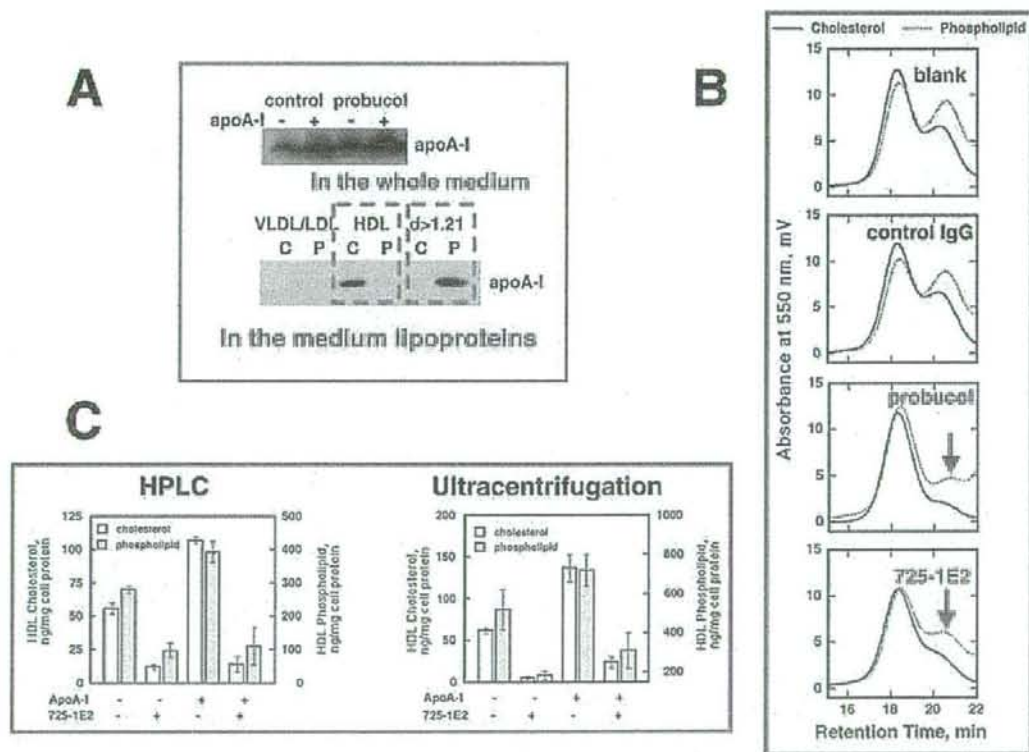 A
control probucol
apoA-I - + - +
apoA-I
In the whole medium
VLDL/LDL HDL d>1.21
C P C P C P
apoA-I
In the medium lipoproteins
B
Cholesterol Phospholipid
Absorbance at 550 nm, mV
15
10
5
0
blank
15
10
5
0
control IgG
15
10
5
0
probucol
15
10
5
0
725-1E2
16 18 20 22
Retention Time, min
C
HPLC
HDL Cholesterol,
ng/mg cell protein
125
100
75
50
25
0
cholesterol
phospholipid
500
400
300
200
100
0
HDL Phospholipid,
ng/mg cell protein
ApoA-I - - + +
725-1E2 - + - +
Ultracentrifugation
HDL Cholesterol,
ng/mg cell protein
200
150
100
50
0
cholesterol
phospholipid
1000
800
600
400
200
HDL Phospholipid,
ng/mg cell protein
ApoA-I - - + +
725-1E2 - + - +